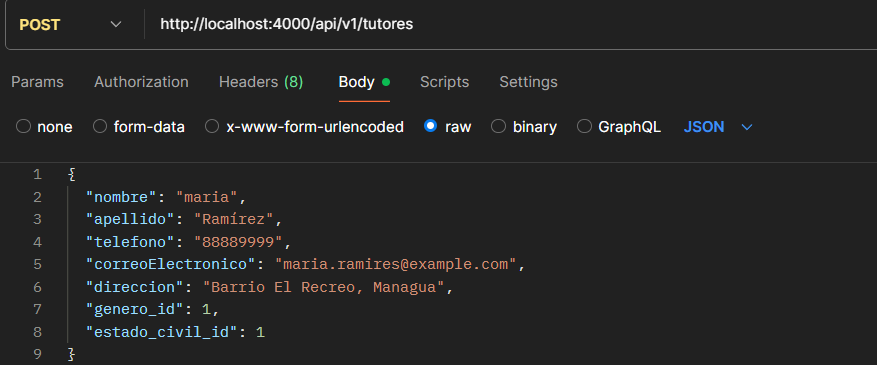 POST http://localhost:4000/api/v1/tutores
Params Authorization Headers (8) Body Scripts Settings
none form-data x-www-form-urlencoded raw binary GraphQL JSON
1 {
2 "nombre": "maria",
3 "apellido": "Ramírez",
4 "telefono": "88889999",
5 "correoElectronico": "maria.ramires@example.com",
6 "direccion": "Barrio El Recreo, Managua",
7 "genero_id": 1,
8 "estado_civil_id": 1
9 }